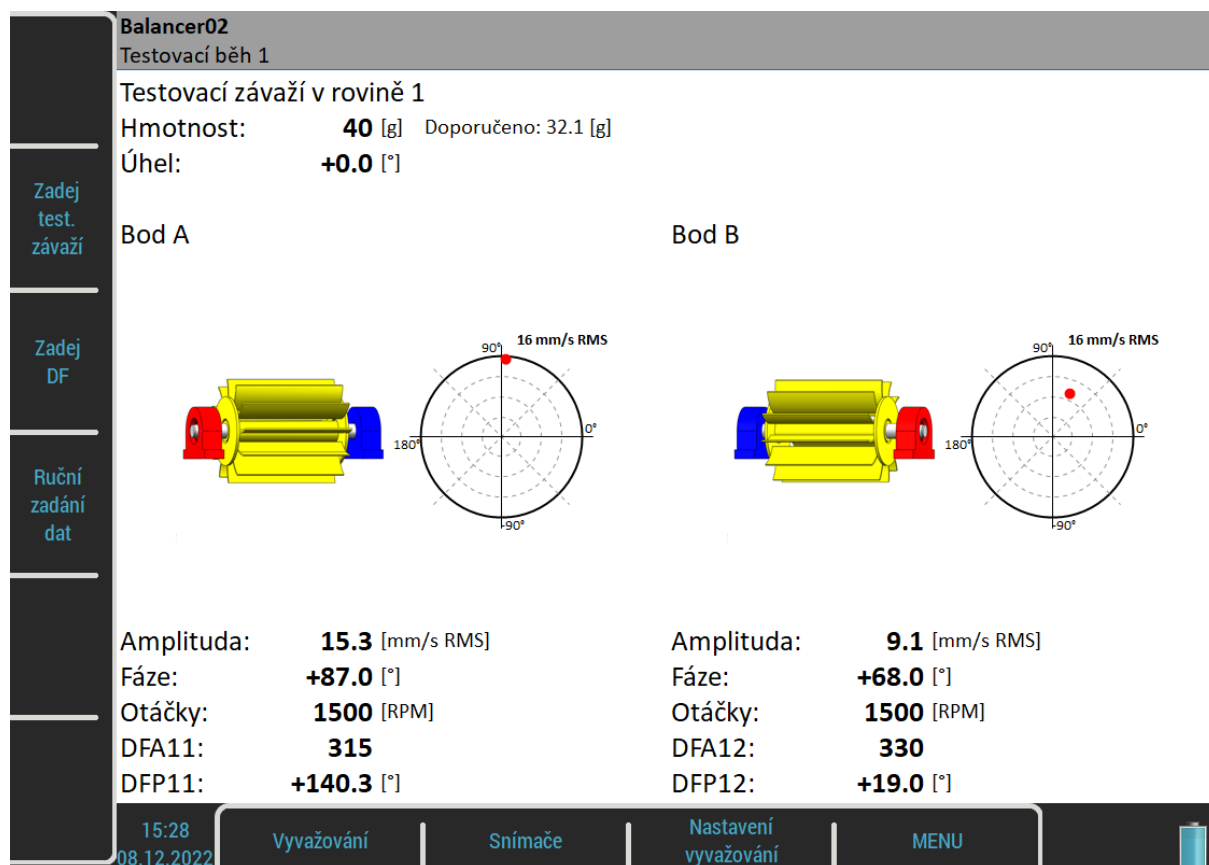 Balancer02
Testovací běh 1
Testovací závaží v rovině 1
Hmotnost: 40 [g] Doporučeno: 32.1 [g]
Úhel: +0.0 [°]
Zadej
test.
závaží
Bod A Bod B
Zadej
DF
90° 16 mm/s RMS 90° 16 mm/s RMS
180° 0° 180° 0°
-90° -90°
Ruční
zadání
dat
Amplituda: 15.3 [mm/s RMS] Amplituda: 9.1 [mm/s RMS]
Fáze: +87.0 [°] Fáze: +68.0 [°]
Otáčky: 1500 [RPM] Otáčky: 1500 [RPM]
DFA11: 315 DFA12: 330
DFP11: +140.3 [°] DFP12: +19.0 [°]
15:28
08.12.2022
Vyvažování Snímače Nastavení
vyvažování MENU